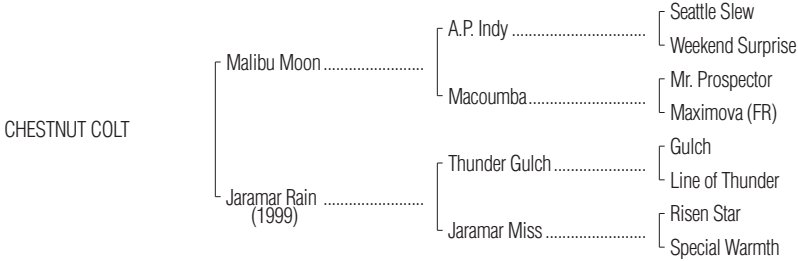 Seattle Slew
A.P. Indy ................................
Weekend Surprise
Malibu Moon ........................
Mr. Prospector
Macoumba ............................
Maximova (FR)
CHESTNUT COLT
Gulch
Thunder Gulch ......................
Line of Thunder
Jaramar Rain ........................
(1999)
Risen Star
Jaramar Miss ........................
Special Warmth